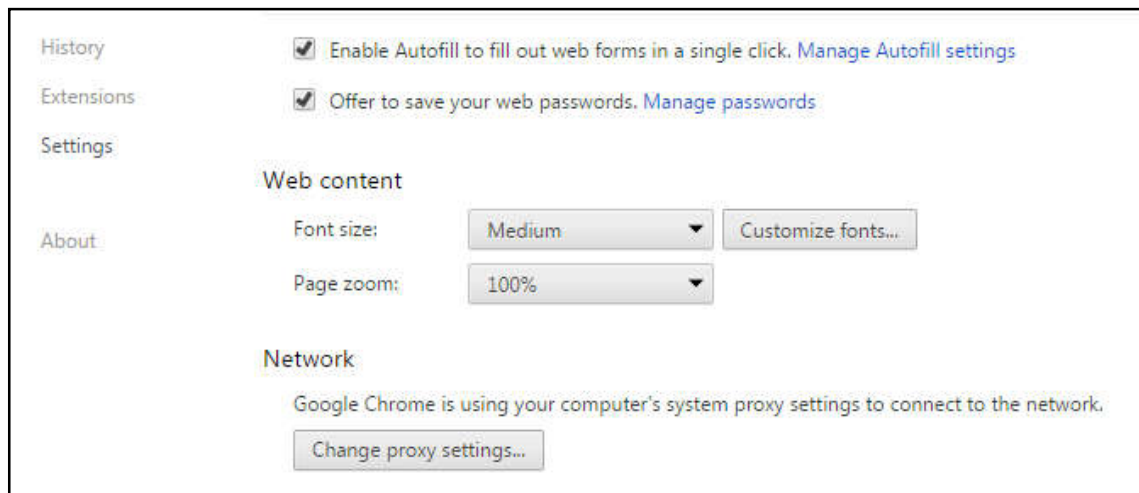 History
Extensions
Settings
About
Enable Autofill to fill out web forms in a single click. Manage Autofill settings
Offer to save your web passwords. Manage passwords
Web content
Font size: Medium Customize fonts...
Page zoom: 100%
Network
Google Chrome is using your computer's system proxy settings to connect to the network.
Change proxy settings...